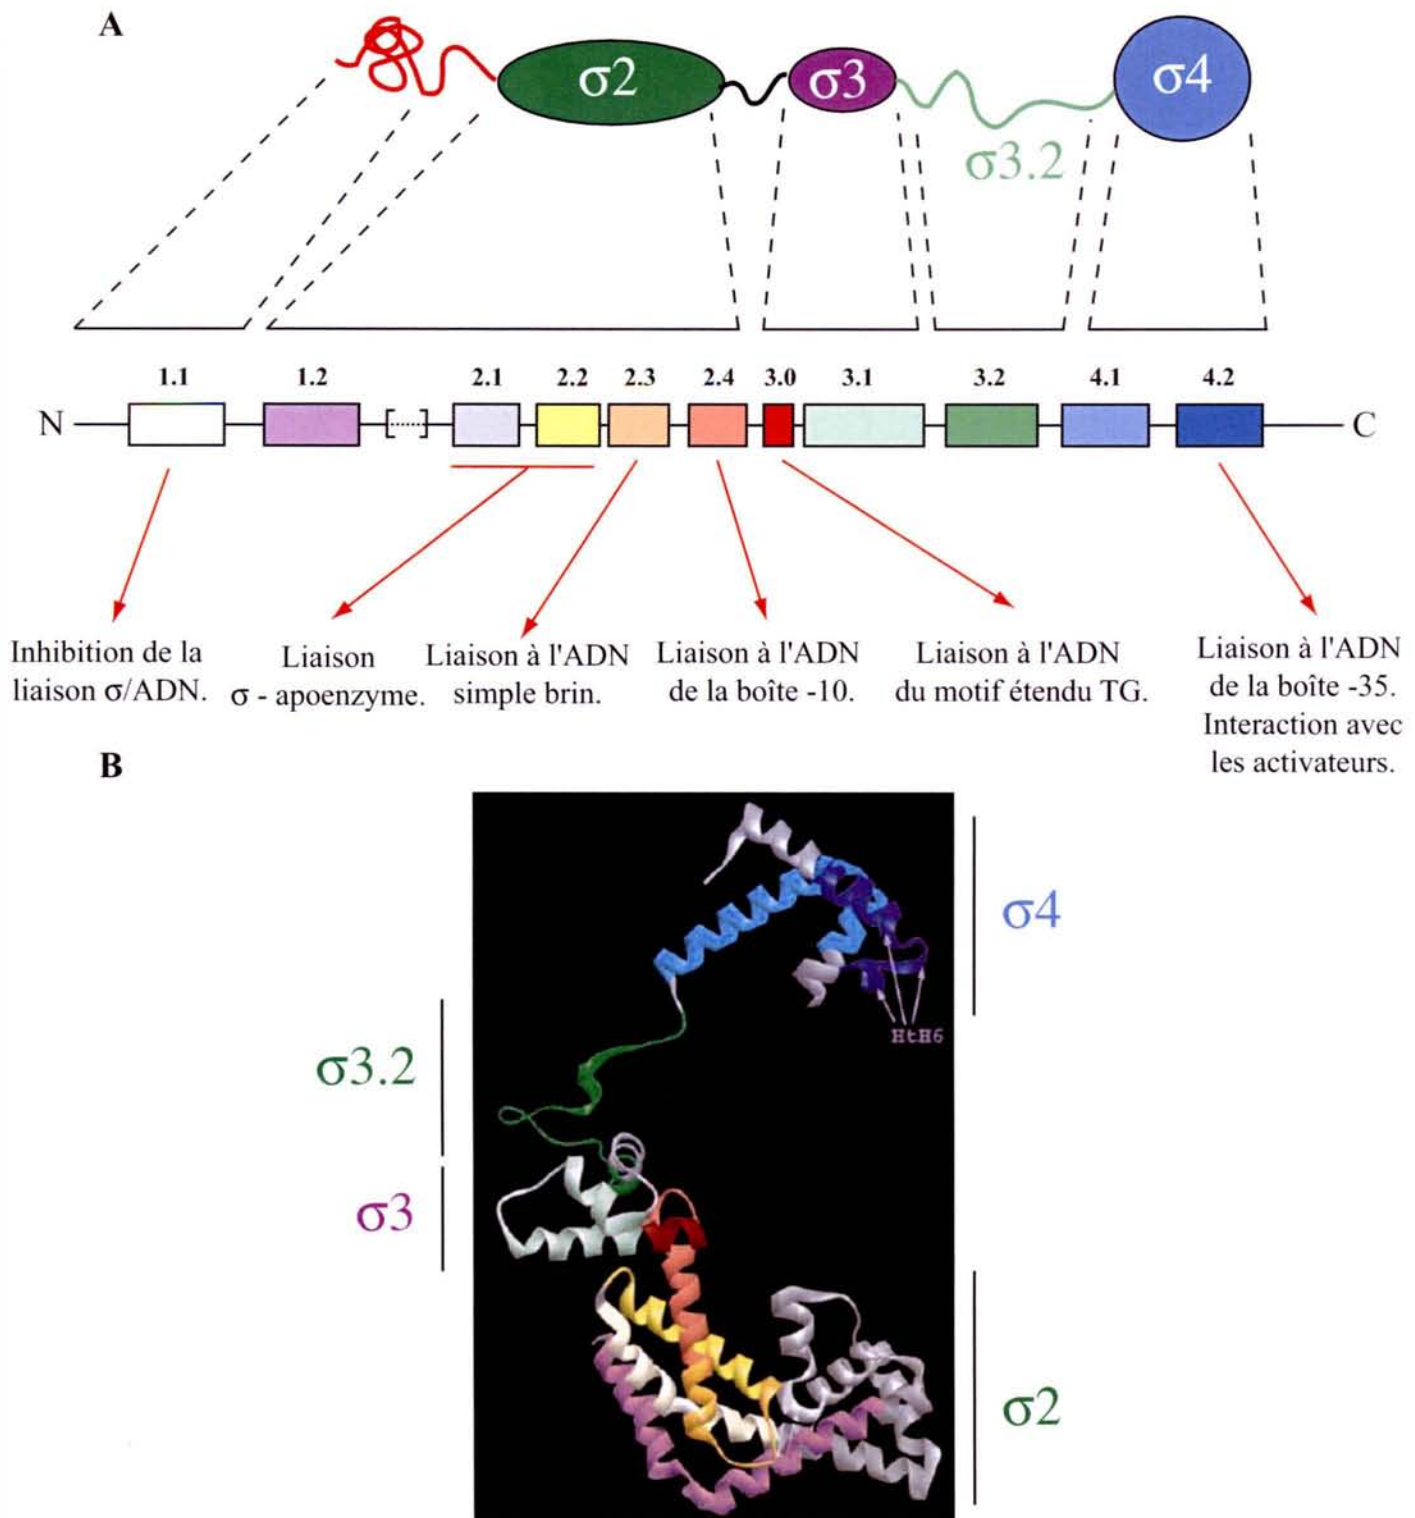 A
σ2
σ3
σ4
σ3.2
1.1 1.2 2.1 2.2 2.3 2.4 3.0 3.1 3.2 4.1 4.2
N [.....] C
Inhibition de la
liaison σ/ADN.
Liaison
σ - apoenzyme.
Liaison à l'ADN
simple brin.
Liaison à l'ADN
de la boîte -10.
Liaison à l'ADN
du motif étendu TG.
Liaison à l'ADN
de la boîte -35.
Interaction avec
les activateurs.
B
σ4
HtH6
σ3.2
σ3
σ2